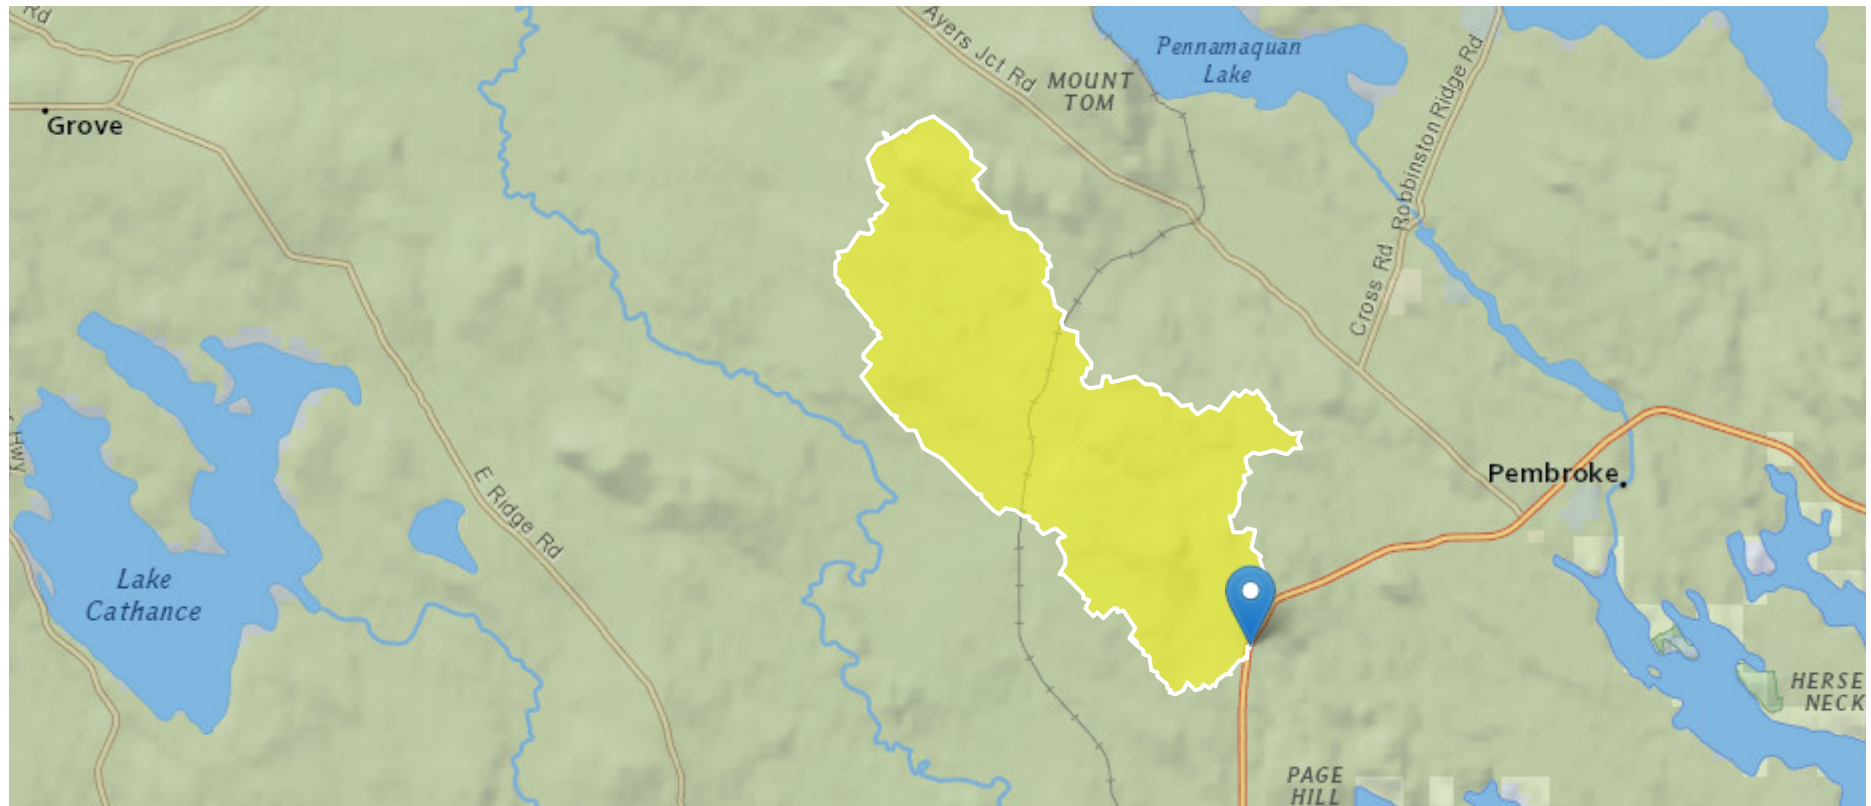 Rd
Ayers Jct Rd
Pennamaquan
Lake
MOUNT
TOM
Robbinston Ridge Rd
Grove
Cross Rd
Hwy
E Ridge Rd
Pembroke
Lake
Cathance
HERSE
NECK
PAGE
HILL